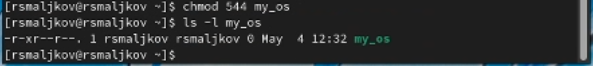 [rsmaljkov@rsmaljkov ~]$ chmod 544 my_os
[rsmaljkov@rsmaljkov ~]$ ls -l my_os
-r-xr--r--. 1 rsmaljkov rsmaljkov 0 May  4 12:32 my_os
[rsmaljkov@rsmaljkov ~]$